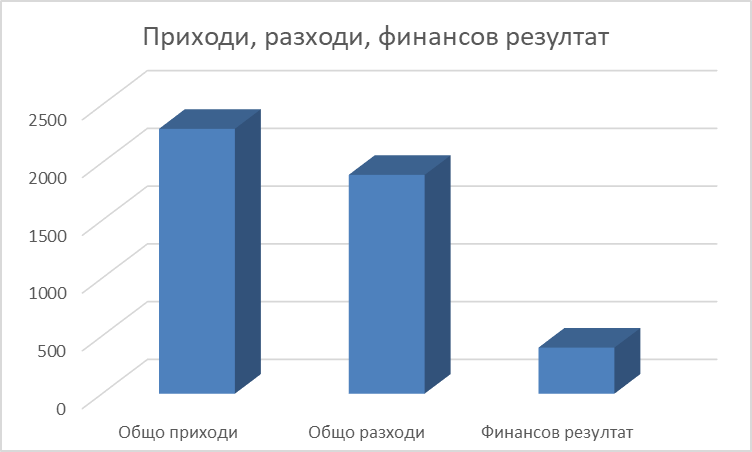 Приходи, разходи, финансов резултат
2500
2000
1500
1000
500
0
Общо приходи
Общо разходи
Финансов резултат